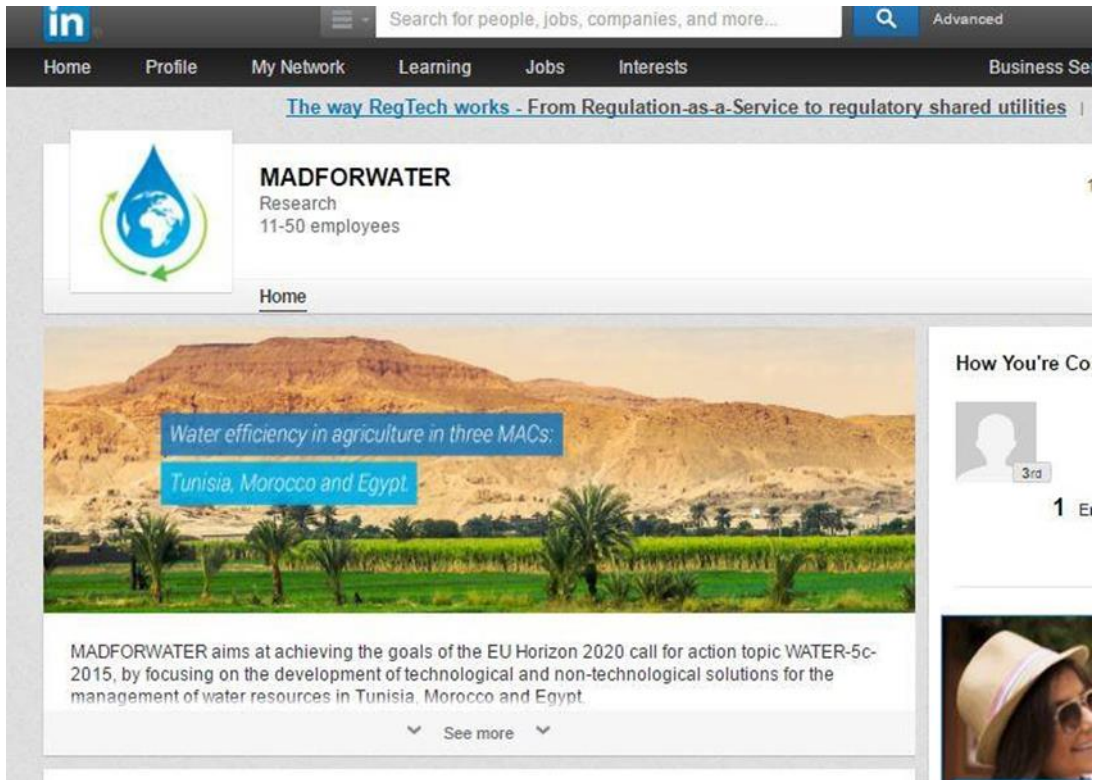 in
Search for people, jobs, companies, and more...
Advanced
Home Profile My Network Learning Jobs Interests Business Se
The way RegTech works - From Regulation-as-a-Service to regulatory shared utilities |
MADFORWATER
Research
11-50 employees
Home
Water efficiency in agriculture in three MACs:
Tunisia, Morocco and Egypt.
How You're Co
3rd
1 E
MADFORWATER aims at achieving the goals of the EU Horizon 2020 call for action topic WATER-5c-
2015, by focusing on the development of technological and non-technological solutions for the
management of water resources in Tunisia, Morocco and Egypt.
See more